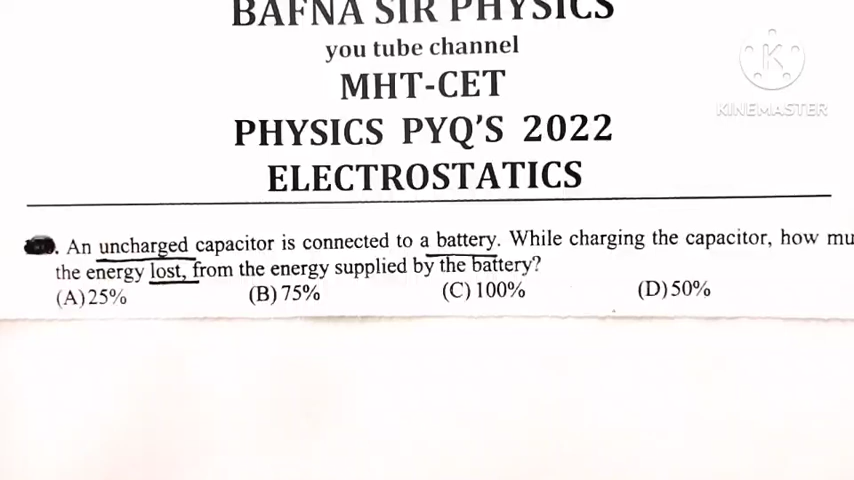 BAFNA SIR PHYSICS
you tube channel
MHT-CET
PHYSICS PYQ'S 2022
ELECTROSTATICS
K
KINEMASTER
. An uncharged capacitor is connected to a battery. While charging the capacitor, how mu
the energy lost, from the energy supplied by the battery?
(A) 25% (B) 75% (C) 100% (D) 50%